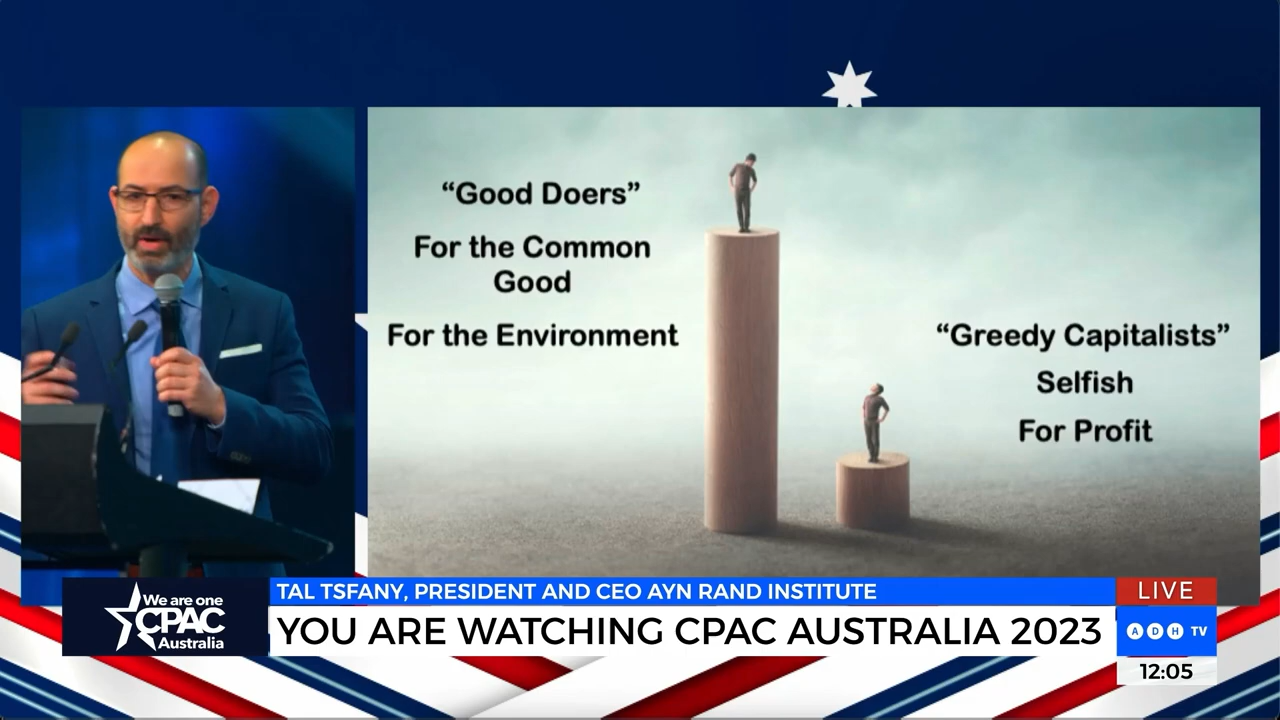 “Good Doers”
For the Common
Good
For the Environment
“Greedy Capitalists”
Selfish
For Profit
We are one
CPAC
Australia
TAL TSFANY, PRESIDENT AND CEO AYN RAND INSTITUTE
YOU ARE WATCHING CPAC AUSTRALIA 2023
LIVE
ADH TV
12:05